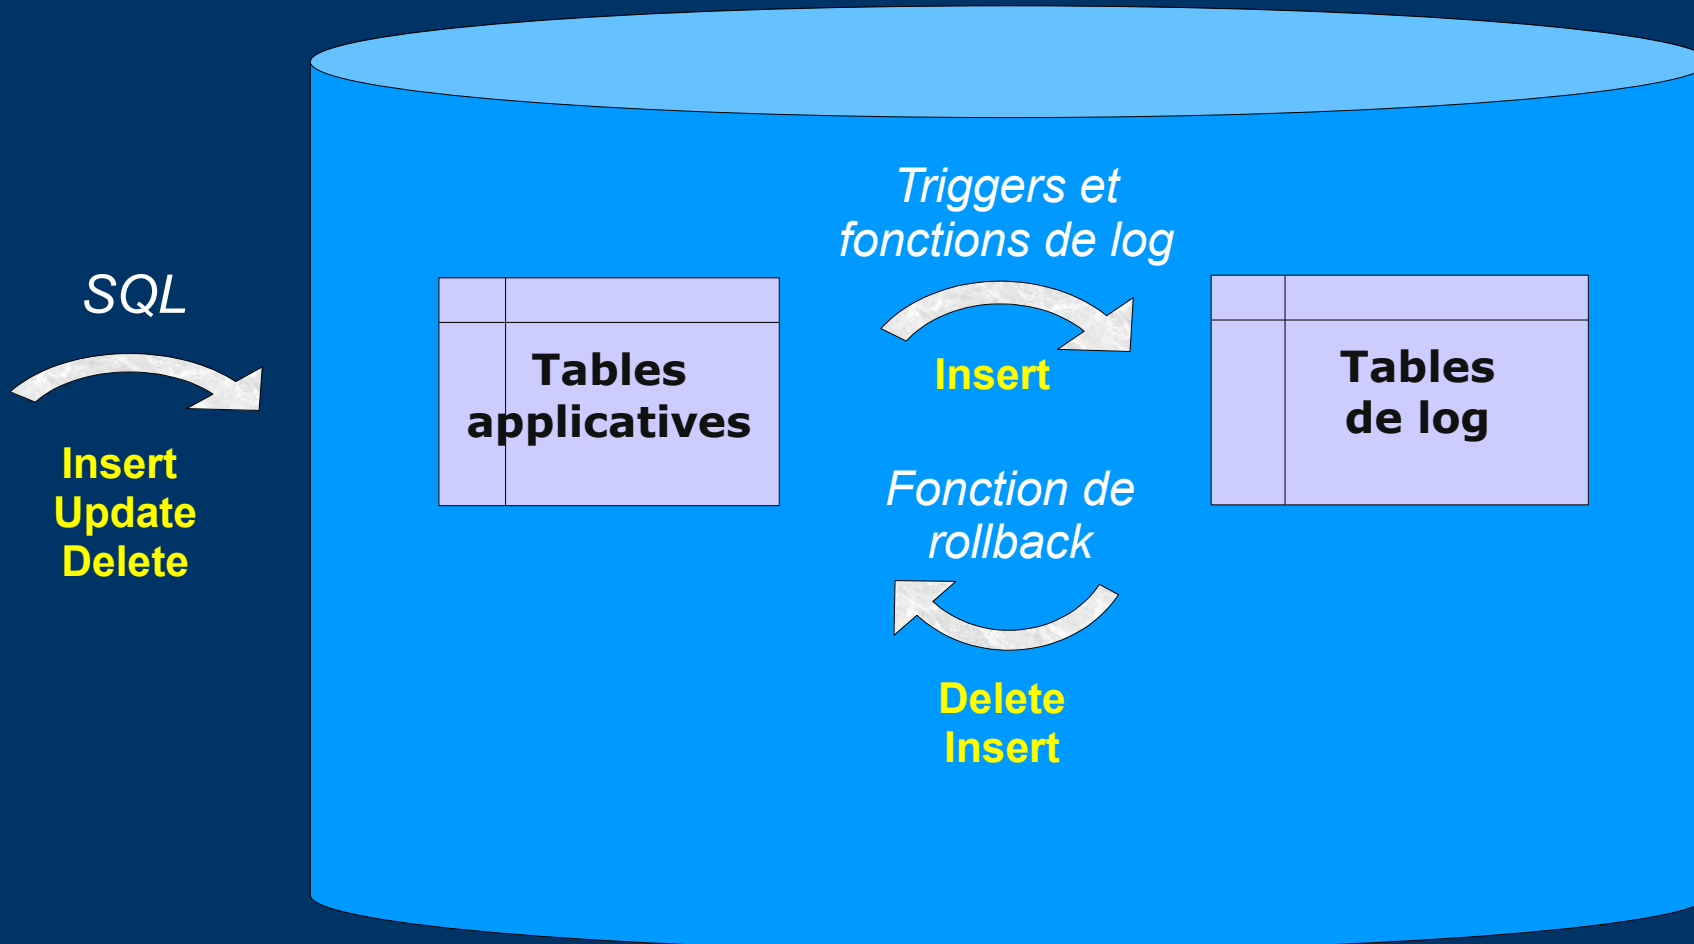 SQL
Insert
Update
Delete
Tables
applicatives
Triggers et
fonctions de log
Insert
Fonction de
rollback
Delete
Insert
Tables
de log